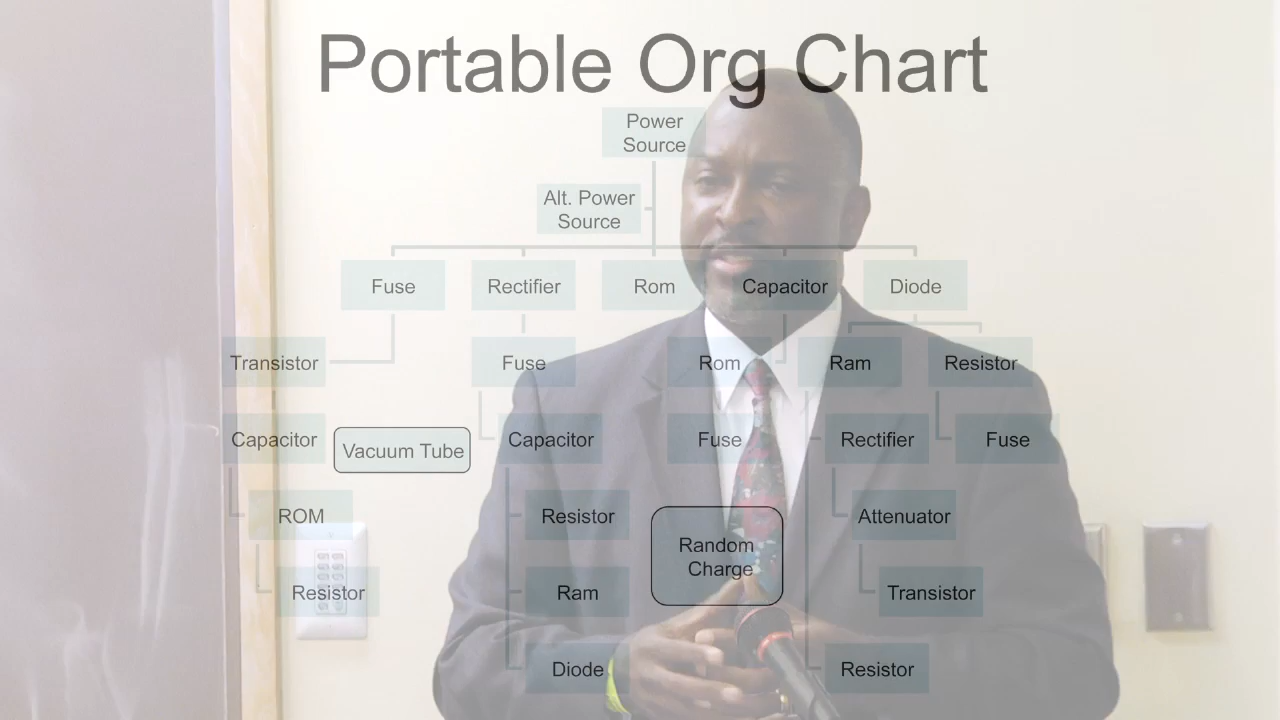 Portable Org Chart
Power
Source
Alt. Power
Source
Fuse
Rectifier
Rom
Capacitor
Diode
Transistor
Fuse
Rom
Ram
Resistor
Capacitor
Vacuum Tube
Capacitor
Fuse
Rectifier
Fuse
ROM
Resistor
Random
Charge
Attenuator
Resistor
Ram
Transistor
Diode
Resistor